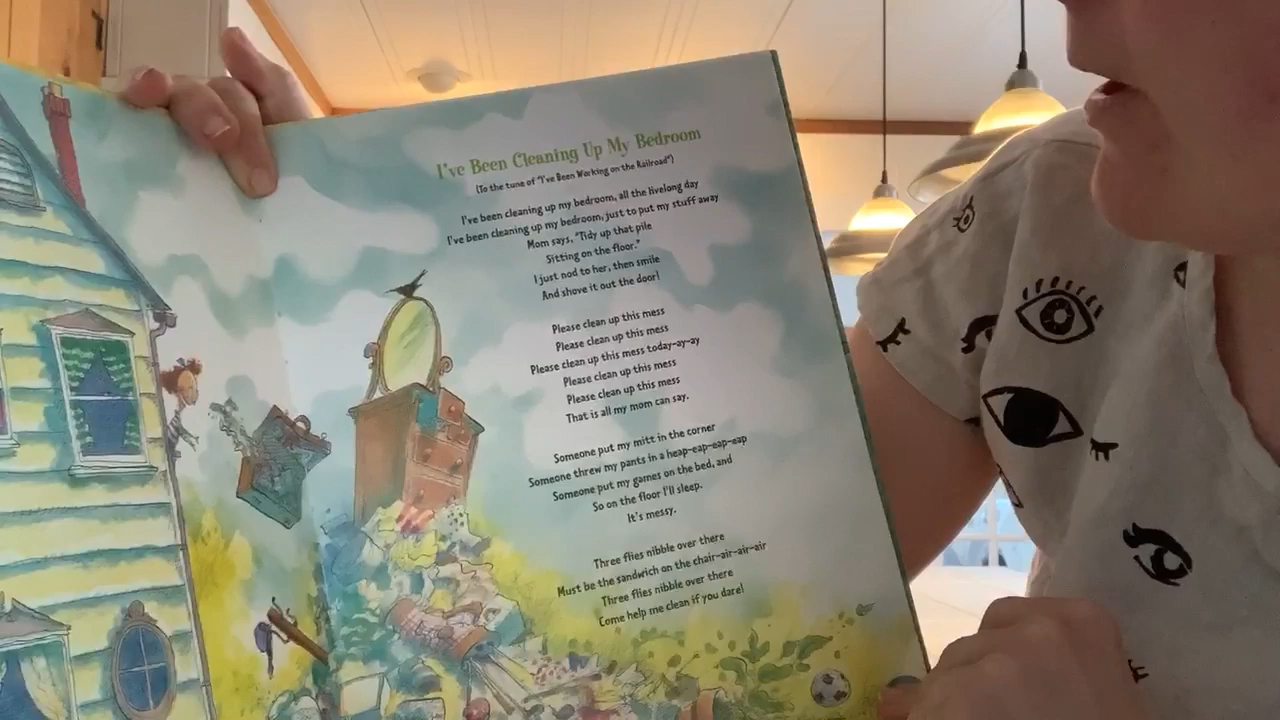 I've Been Cleaning Up My Bedroom
(To the tune of "I've Been Working on the Railroad")
I've been cleaning up my bedroom, all the livelong day
I've been cleaning up my bedroom, just to put my stuff away
Mom says, "Tidy up that pile
Sitting on the floor."
I just nod to her, then smile
And shove it out the door!
Please clean up this mess
Please clean up this mess
Please clean up this mess today-ay-ay
Please clean up this mess
Please clean up this mess
That is all my mom can say.
Someone put my mitt in the corner
Someone threw my pants in a heap-eap-eap-eap
Someone put my games on the bed, and
So on the floor I'll sleep.
It's messy.
Three flies nibble over there
Must be the sandwich on the chair-air-air-air
Three flies nibble over there
Come help me clean if you dare!